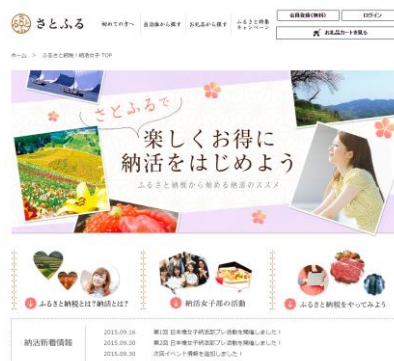 さとふる
初めての方へ
自治体から探す
お礼品から探す
ふるさと特集
キャンペーン
会員登録(無料)
ログイン
お礼品カートを見る
ホーム > ふるさと納税!納活女子 TOP
さとふるで
楽しくお得に
納活をはじめよう
ふるさと納税から始める納活のススメ
ふるさと納税とは?納活とは?
納活女子部の活動
ふるさと納税をやってみよう
納活新着情報
2015.09.16 第1回 日本橋女子納活部プレ活動を開催しました!
2015.09.20 第2回 日本橋女子納活部プレ活動を開催しました!
2015.09.30 次回イベント情報を追加しました!